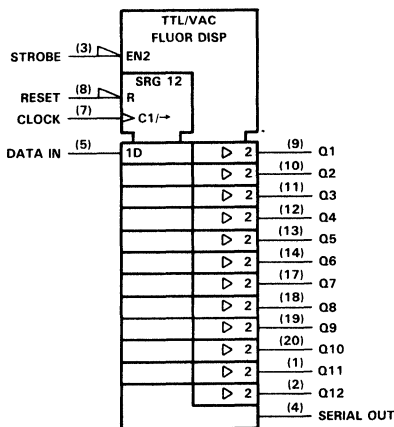 TTL/VAC
FLUOR DISP
STROBE (3) EN2
SRG 12
RESET (8) R
CLOCK (7) C1/→
DATA IN (5) 1D ▷ 2 (9) Q1
▷ 2 (10) Q2
▷ 2 (11) Q3
▷ 2 (12) Q4
▷ 2 (13) Q5
▷ 2 (14) Q6
▷ 2 (17) Q7
▷ 2 (18) Q8
▷ 2 (19) Q9
▷ 2 (20) Q10
▷ 2 (1) Q11
▷ 2 (2) Q12
(4) SERIAL OUT